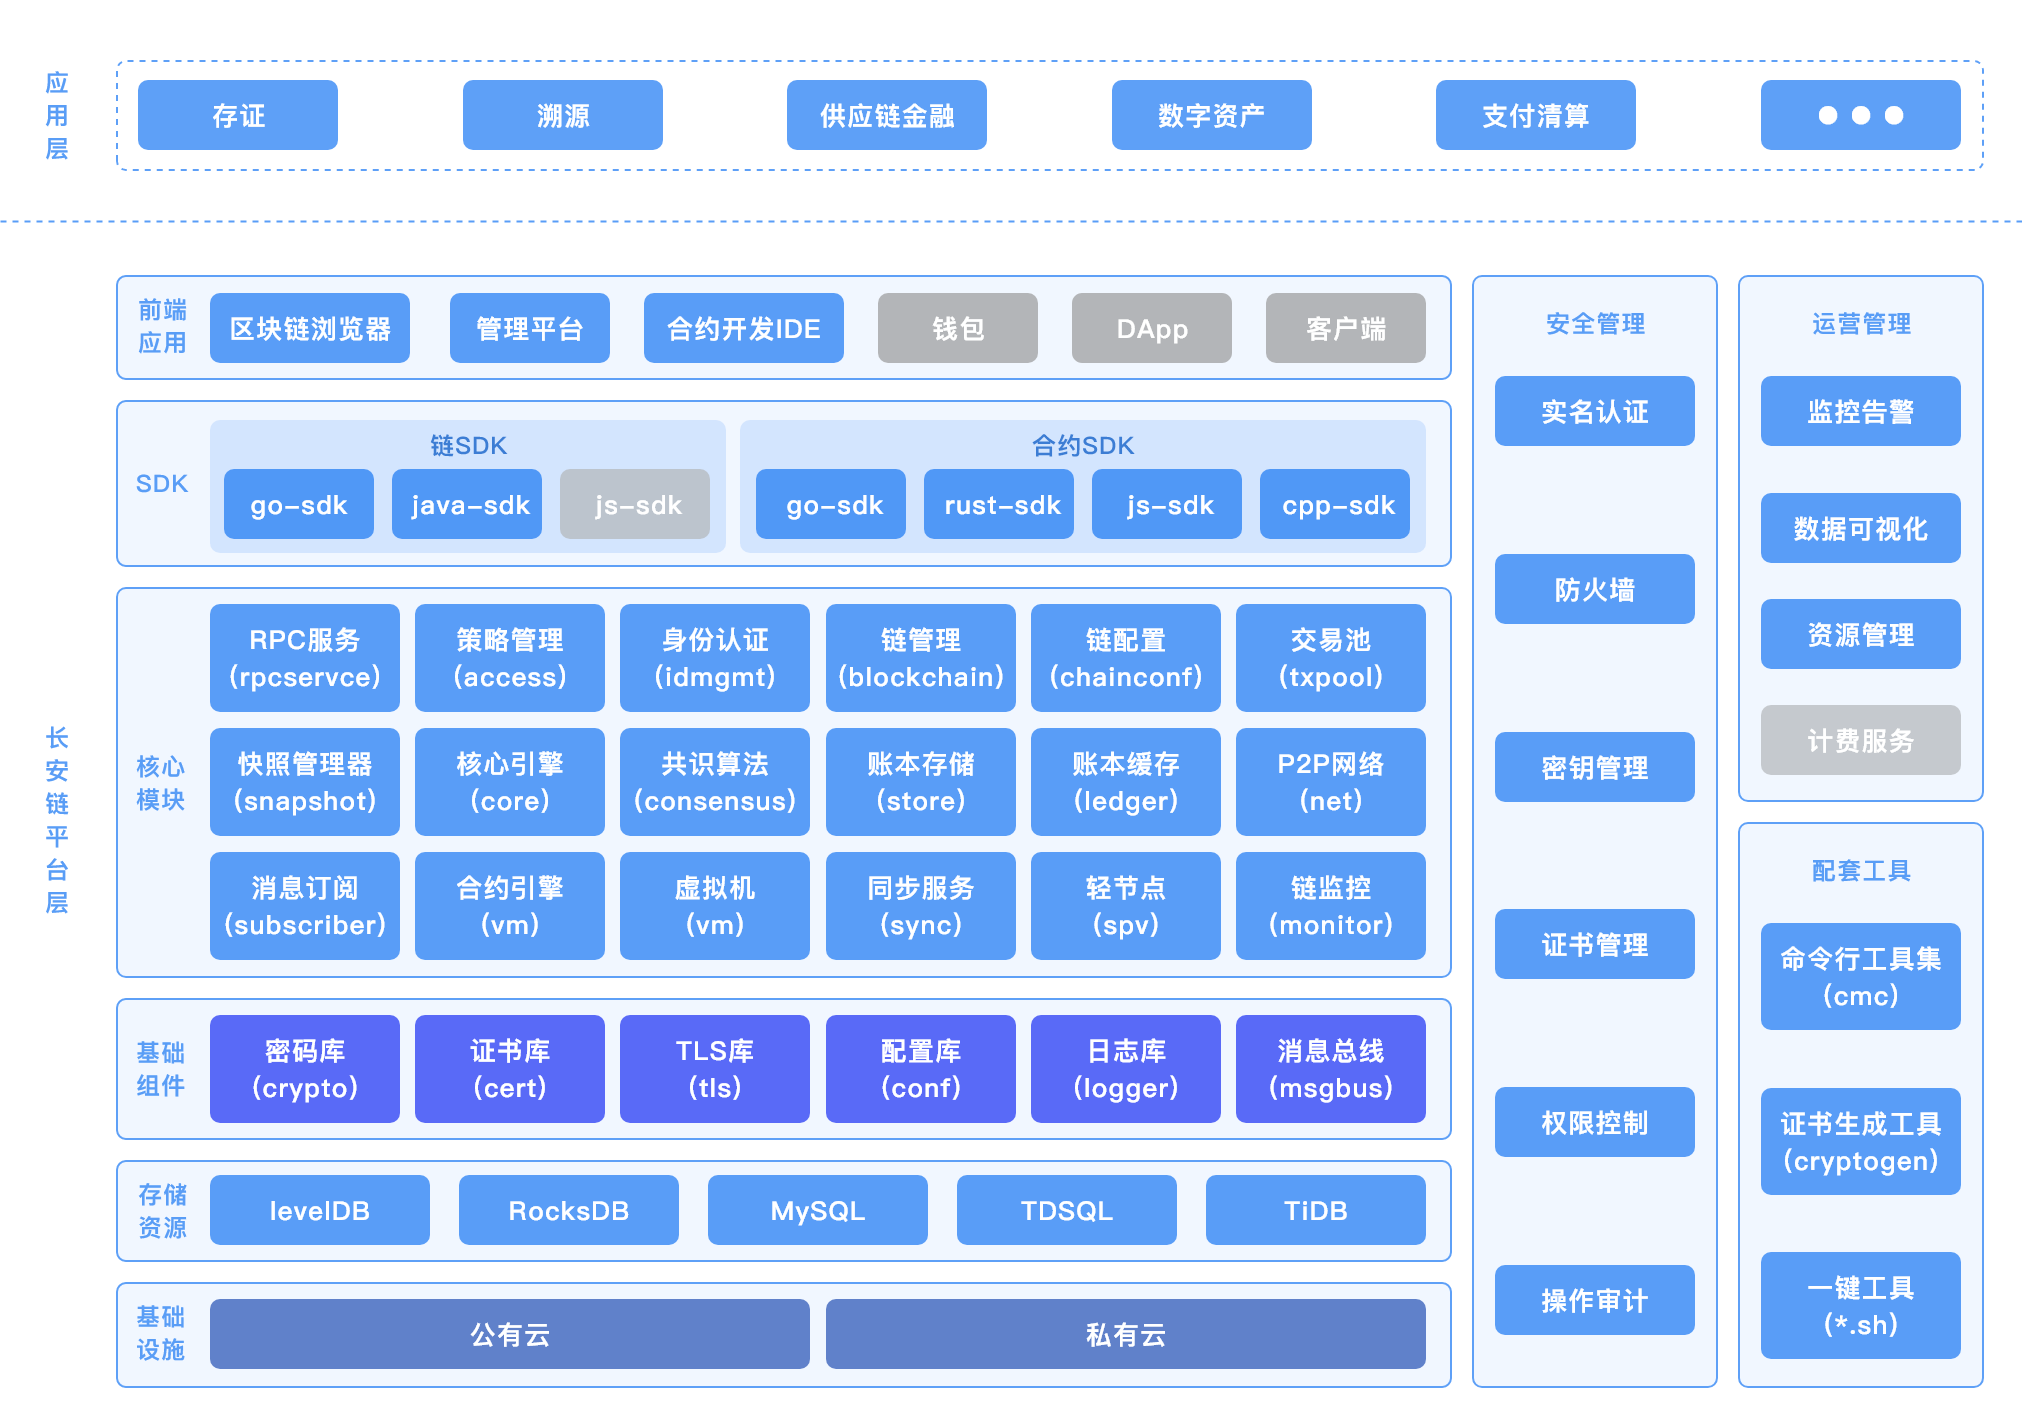 应用层
存证
溯源
供应链金融
数字资产
支付清算
长安链平台层
前端
应用
区块链浏览器
管理平台
合约开发IDE
钱包
DApp
客户端
SDK
链SDK
go-sdk
java-sdk
js-sdk
合约SDK
go-sdk
rust-sdk
js-sdk
cpp-sdk
核心
模块
RPC服务
(rpcservce)
策略管理
(access)
身份认证
(idmgmt)
链管理
(blockchain)
链配置
(chainconf)
交易池
(txpool)
快照管理器
(snapshot)
核心引擎
(core)
共识算法
(consensus)
账本存储
(store)
账本缓存
(ledger)
P2P网络
(net)
消息订阅
(subscriber)
合约引擎
(vm)
虚拟机
(vm)
同步服务
(sync)
轻节点
(spv)
链监控
(monitor)
基础
组件
密码库
(crypto)
证书库
(cert)
TLS库
(tls)
配置库
(conf)
日志库
(logger)
消息总线
(msgbus)
存储
资源
levelDB
RocksDB
MySQL
TDSQL
TiDB
基础
设施
公有云
私有云
安全管理
实名认证
防火墙
密钥管理
证书管理
权限控制
操作审计
运营管理
监控告警
数据可视化
资源管理
计费服务
配套工具
命令行工具集
(cmc)
证书生成工具
(cryptogen)
一键工具
(*.sh)